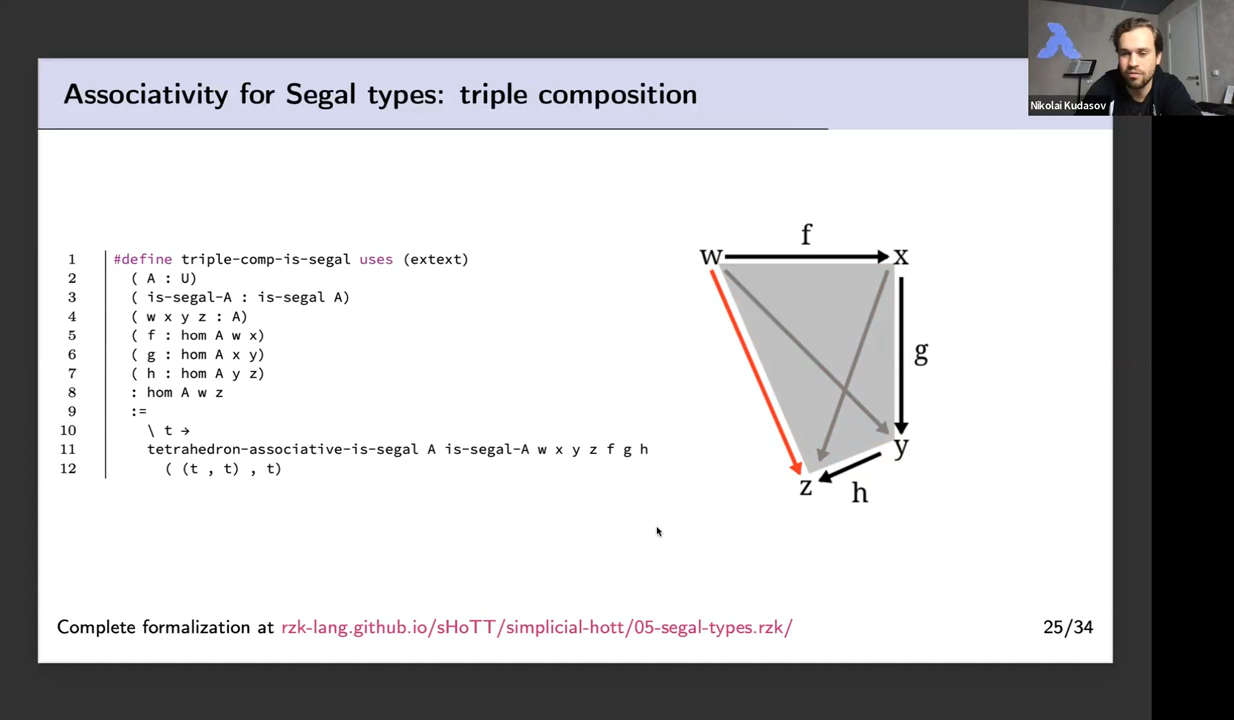 Nikolai Kudasov
Associativity for Segal types: triple composition
1 #define triple-comp-is-segal uses (extext)
2 ( A : U)
3 ( is-segal-A : is-segal A)
4 ( w x y z : A)
5 ( f : hom A w x)
6 ( g : hom A x y)
7 ( h : hom A y z)
8 : hom A w z
9 :=
10 \ t →
11 tetrahedron-associative-is-segal A is-segal-A w x y z f g h
12 ( (t , t) , t)
f
w x
g
y
z h
Complete formalization at rzk-lang.github.io/sHoTT/simplicial-hott/05-segal-types.rzk/ 25/34